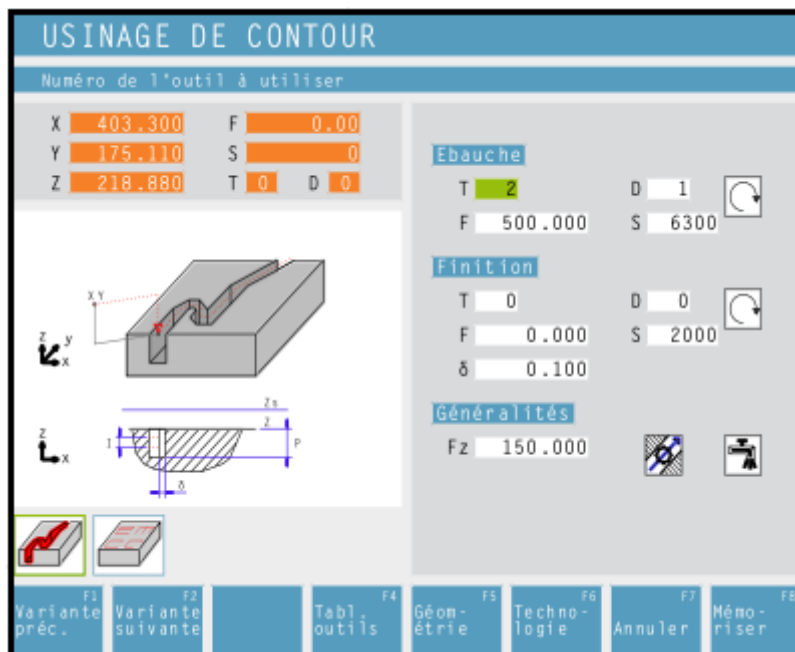 USINAGE DE CONTOUR
Numéro de l'outil à utiliser
X 403.300 F 0.00
Y 175.110 S 0
Z 218.880 T 0 D 0
Ebauche
T 2 D 1
F 500.000 S 6300
Finition
T 0 D 0
F 0.000 S 2000
δ 0.100
Généralités
Fz 150.000
X Y
z y
x
Zs
Z
z
I P
x
δ
F1 F2 F4 F5 F6 F7 F8
Variante Variante Tabl. Géom- Techno- Mémo-
préc. suivante outils étrie logie Annuler riser